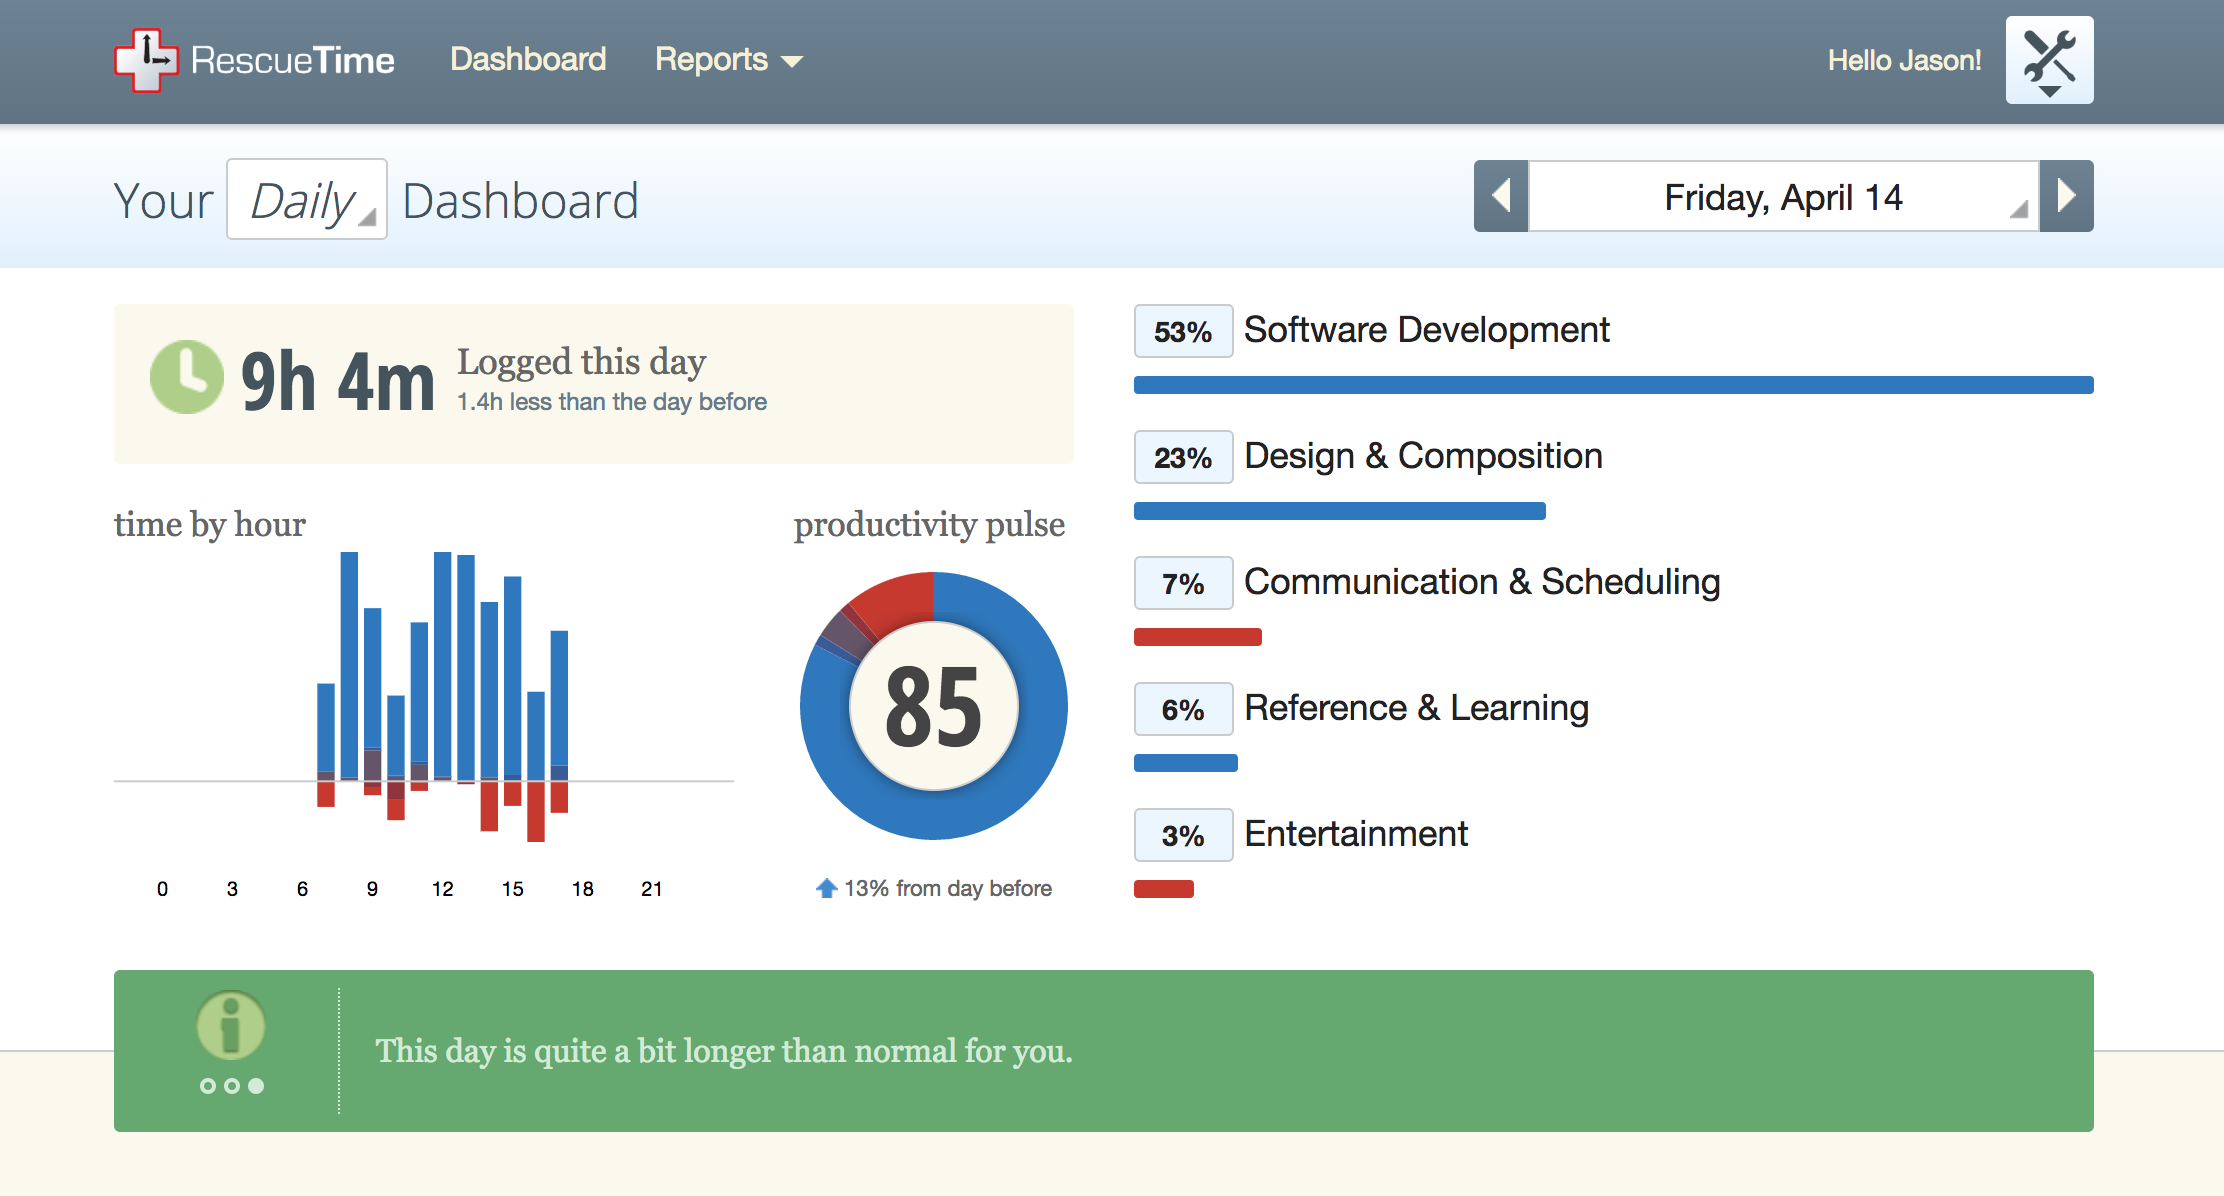 RescueTime
Dashboard
Reports
Hello Jason!
Your Daily Dashboard
Friday, April 14
9h 4m
Logged this day
1.4h less than the day before
time by hour
0 3 6 9 12 15 18 21
productivity pulse
85
13% from day before
53% Software Development
23% Design & Composition
7% Communication & Scheduling
6% Reference & Learning
3% Entertainment
This day is quite a bit longer than normal for you.